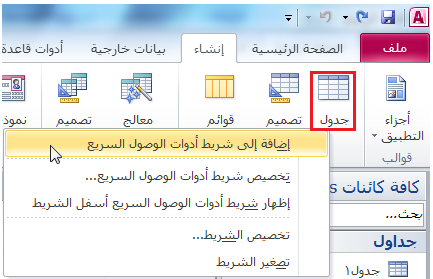 ملف
الصفحة الرئيسية
إنشاء
بيانات خارجية
أدوات قاعدة
أجزاء
التطبيق
قوالب
جدول
تصميم
قوائم
معالج
تصميم
نموذ
إضافة إلى شريط أدوات الوصول السريع
تخصيص شريط أدوات الوصول السريع...
إظهار شريط أدوات الوصول السريع أسفل الشريط
تخصيص الشريط...
تصغير الشريط
كافة كائنات s
بحث...
جداول
جدول١